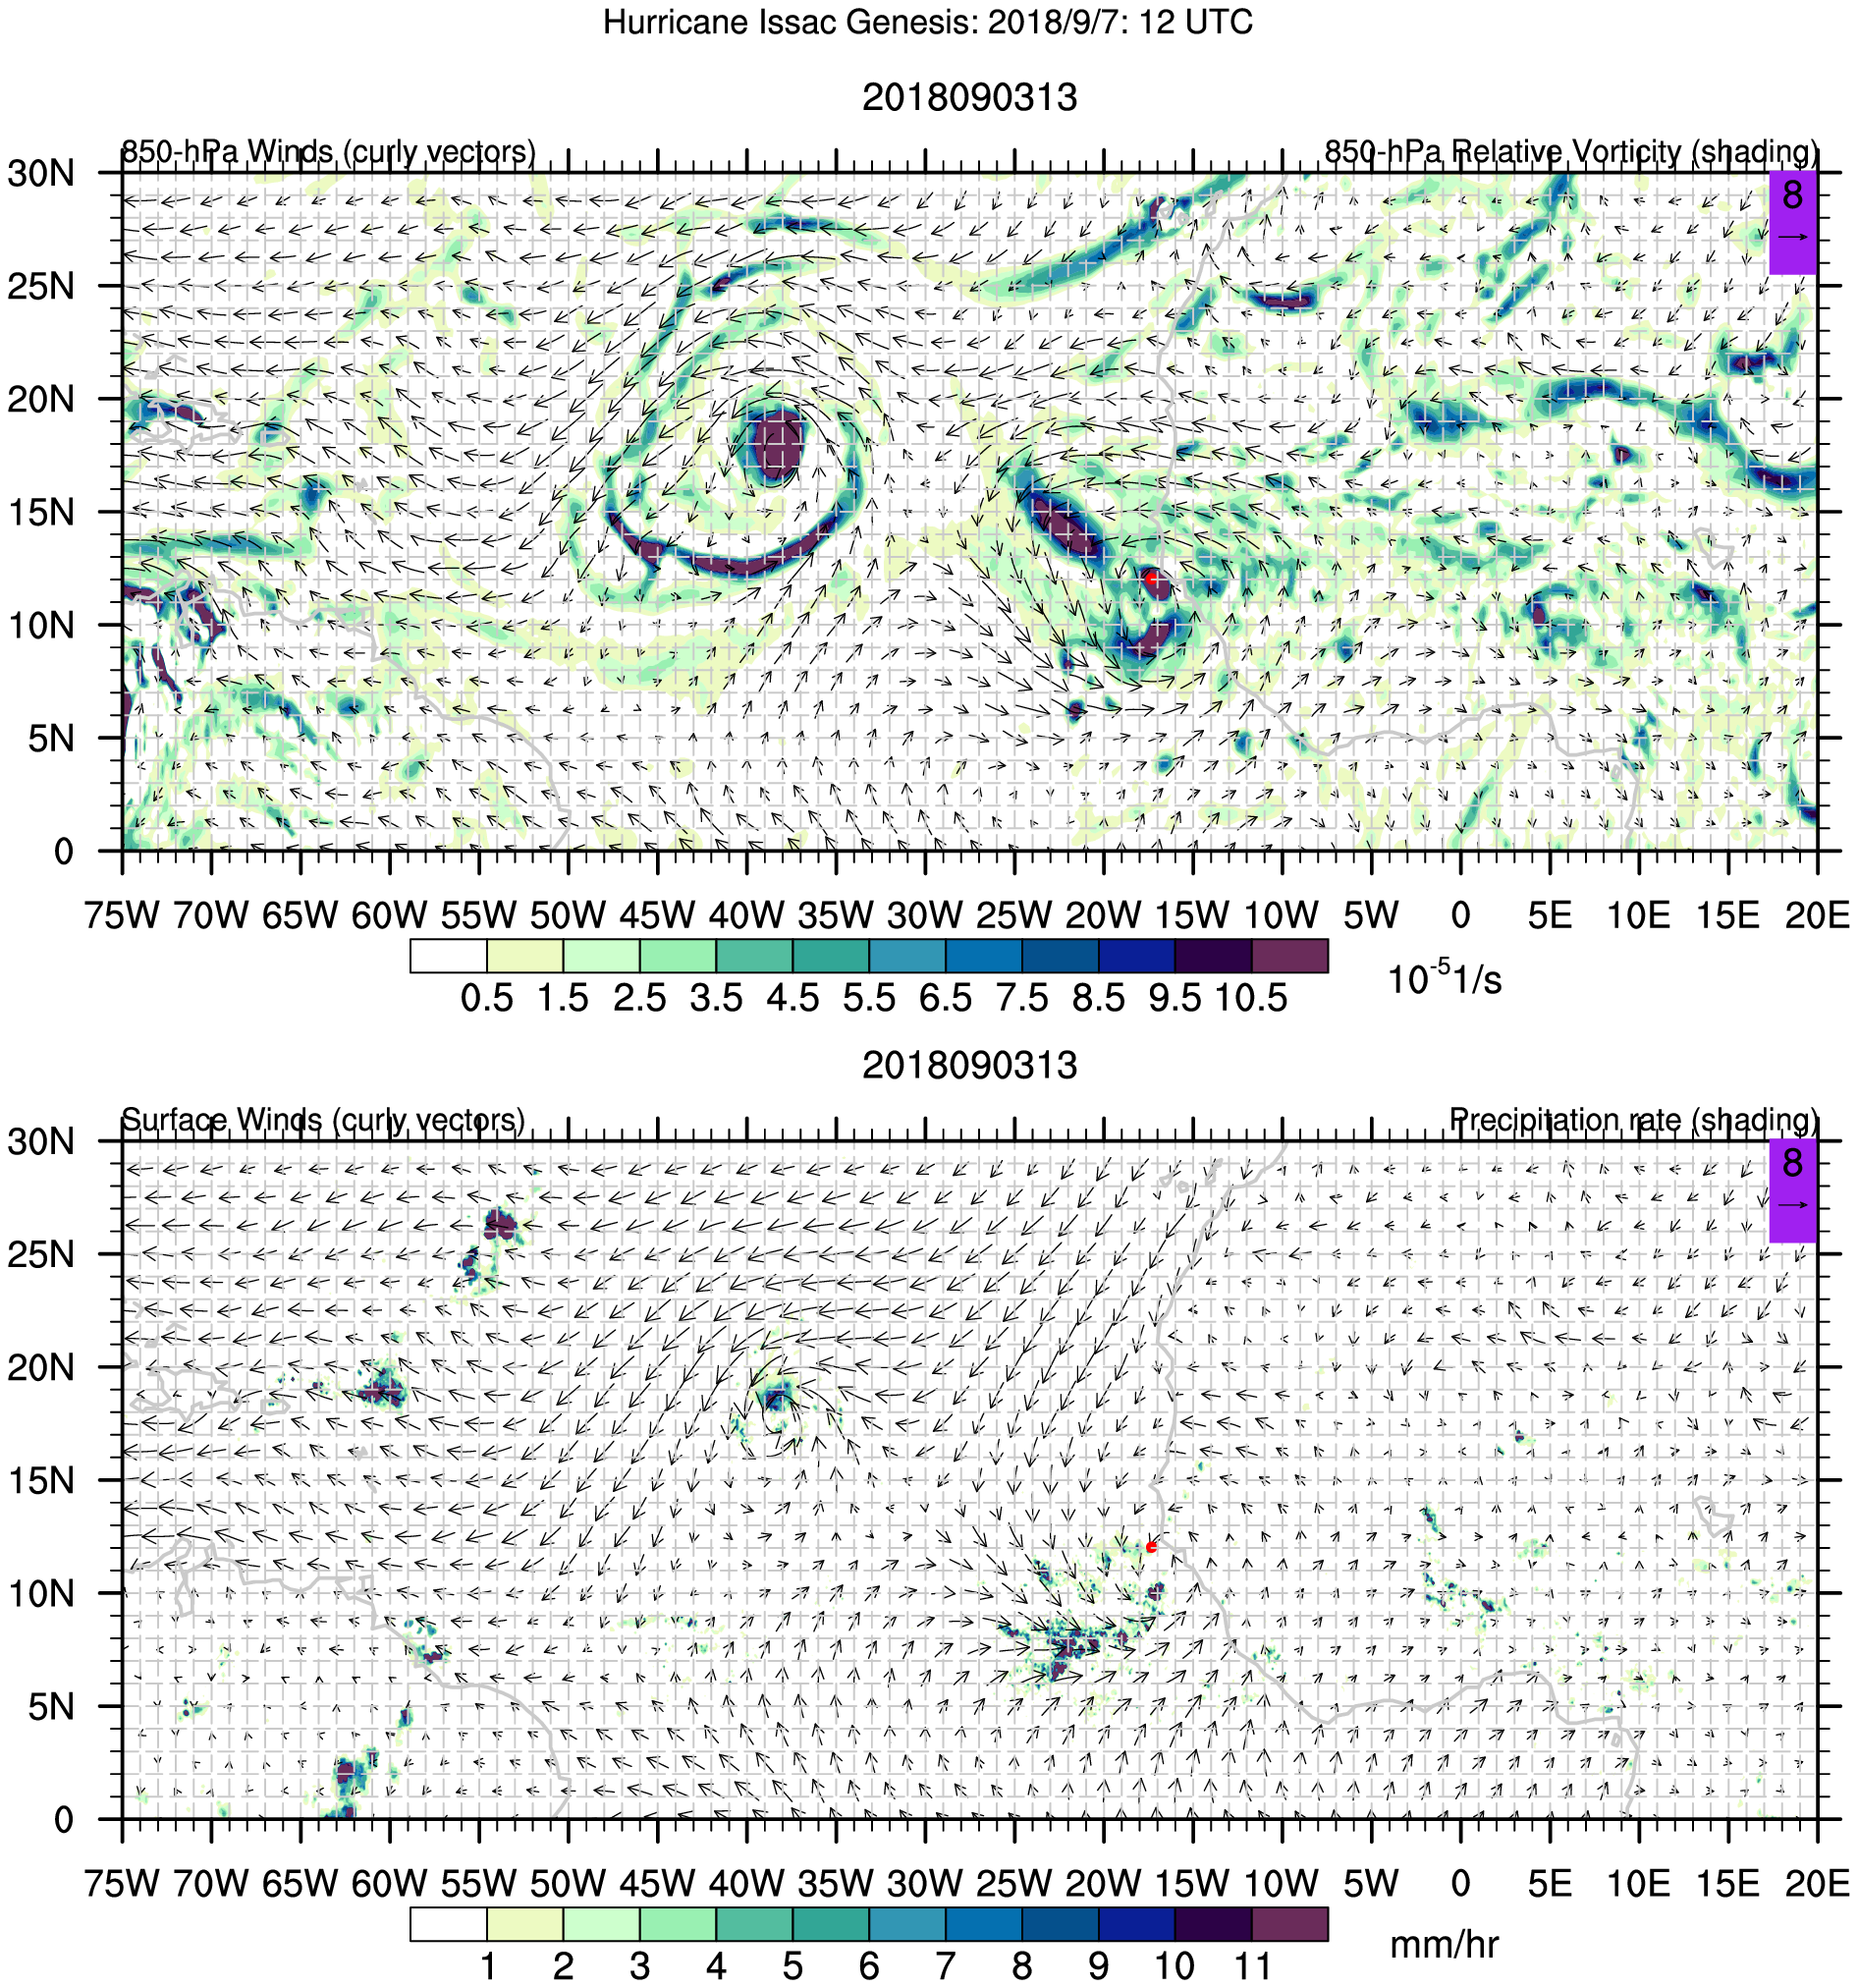 Hurricane Issac Genesis: 2018/9/7: 12 UTC
2018090313
850-hPa Winds (curly vectors) 850-hPa Relative Vorticity (shading)
30N
8
25N
20N
15N
10N
5N
0
75W 70W 65W 60W 55W 50W 45W 40W 35W 30W 25W 20W 15W 10W 5W 0 5E 10E 15E 20E
0.5 1.5 2.5 3.5 4.5 5.5 6.5 7.5 8.5 9.5 10.5
10⁻⁵1/s
2018090313
Surface Winds (curly vectors) Precipitation rate (shading)
30N
8
25N
20N
15N
10N
5N
0
75W 70W 65W 60W 55W 50W 45W 40W 35W 30W 25W 20W 15W 10W 5W 0 5E 10E 15E 20E
1 2 3 4 5 6 7 8 9 10 11
mm/hr